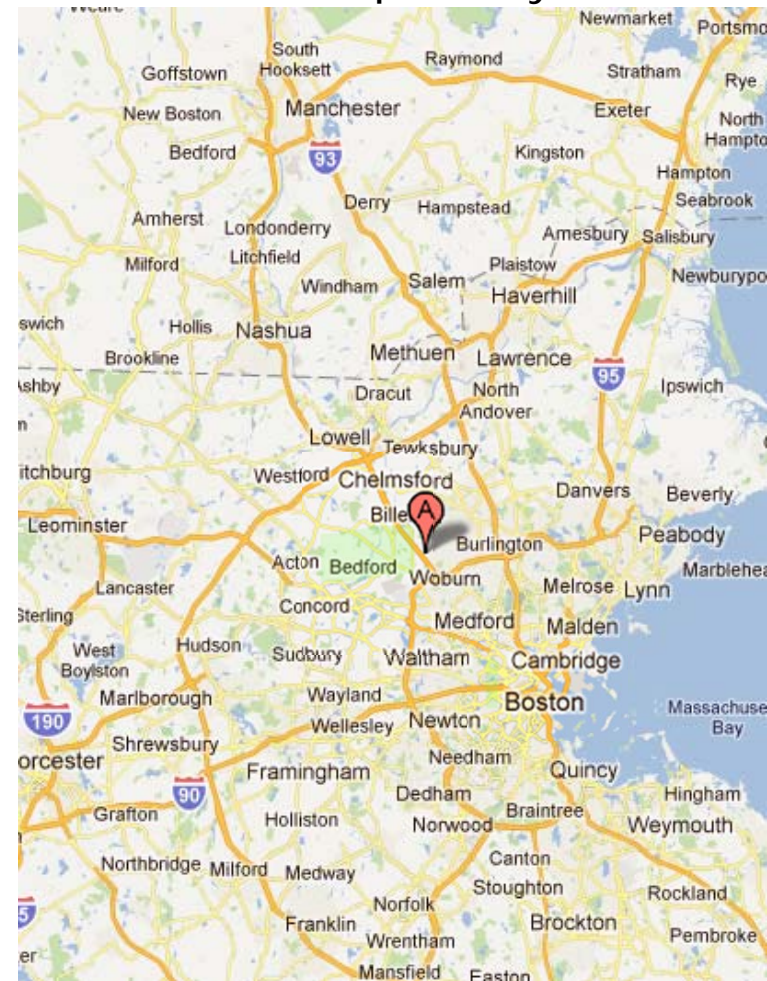 Newmarket
South
Hooksett
Raymond
Goffstown
Stratham
Rye
New Boston
Manchester
Exeter
North
Bedford
93
Kingston
Hampton
Derry
Hampstead
Seabrook
Amherst
Londonderry
Amesbury
Salisbury
Litchfield
Milford
Plaistow
Windham
Salem
Haverhill
Hollis
Nashua
Brookline
Methuen
Lawrence
95
Ipswich
Dracut
North
Andover
Lowell
Tewksbury
Westford
Chelmsford
Danvers
Beverly
A
Leominster
Burlington
Peabody
Acton
Bedford
Woburn
Lancaster
Melrose
Lynn
Concord
Medford
Malden
West
Boylston
Hudson
Sudbury
Waltham
Cambridge
Marlborough
Wayland
Boston
190
Wellesley
Newton
Massachuse
Bay
Shrewsbury
Needham
Framingham
Quincy
90
Dedham
Hingham
Grafton
Holliston
Braintree
Norwood
Weymouth
Northbridge
Milford
Medway
Canton
Stoughton
Rockland
Norfolk
Franklin
Brockton
Wrentham
Pembroke
Mansfield
Easton